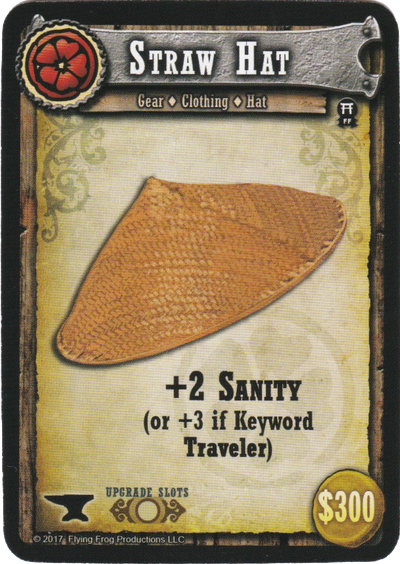 Straw Hat
Gear ♦ Clothing ♦ Hat
FF
+2 Sanity
(or +3 if Keyword
Traveler)
Upgrade Slots
$300
© 2017 Flying Frog Productions LLC